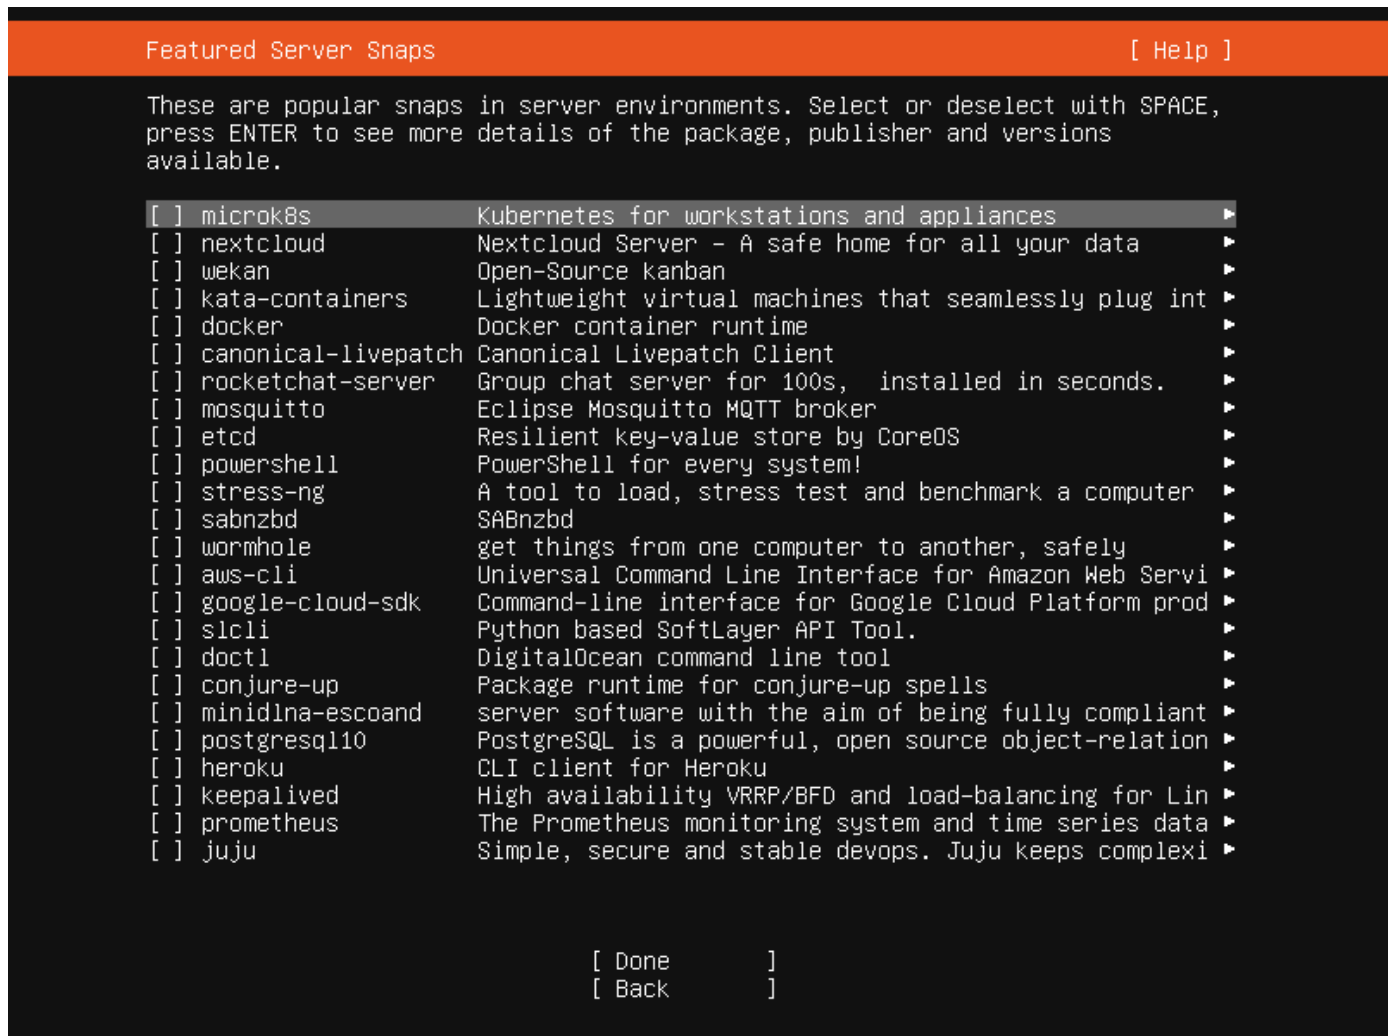 Featured Server Snaps [ Help ]
These are popular snaps in server environments. Select or deselect with SPACE,
press ENTER to see more details of the package, publisher and versions
available.
[ ] microk8s Kubernetes for workstations and appliances ▸
[ ] nextcloud Nextcloud Server - A safe home for all your data ▸
[ ] wekan Open-Source kanban ▸
[ ] kata-containers Lightweight virtual machines that seamlessly plug int ▸
[ ] docker Docker container runtime ▸
[ ] canonical-livepatch Canonical Livepatch Client ▸
[ ] rocketchat-server Group chat server for 100s,  installed in seconds. ▸
[ ] mosquitto Eclipse Mosquitto MQTT broker ▸
[ ] etcd Resilient key-value store by CoreOS ▸
[ ] powershell PowerShell for every system! ▸
[ ] stress-ng A tool to load, stress test and benchmark a computer ▸
[ ] sabnzbd SABnzbd ▸
[ ] wormhole get things from one computer to another, safely ▸
[ ] aws-cli Universal Command Line Interface for Amazon Web Servi ▸
[ ] google-cloud-sdk Command-line interface for Google Cloud Platform prod ▸
[ ] slcli Python based SoftLayer API Tool. ▸
[ ] doctl DigitalOcean command line tool ▸
[ ] conjure-up Package runtime for conjure-up spells ▸
[ ] minidlna-escoand server software with the aim of being fully compliant ▸
[ ] postgresql10 PostgreSQL is a powerful, open source object-relation ▸
[ ] heroku CLI client for Heroku ▸
[ ] keepalived High availability VRRP/BFD and load-balancing for Lin ▸
[ ] prometheus The Prometheus monitoring system and time series data ▸
[ ] juju Simple, secure and stable devops. Juju keeps complexi ▸
[ Done ]
[ Back ]